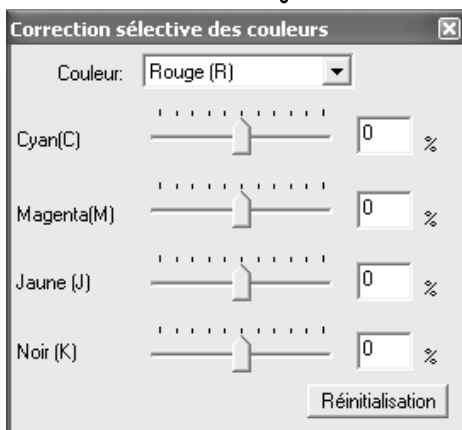 Correction sélective des couleurs
Couleur: Rouge (R)
Cyan(C) 0 %
Magenta(M) 0 %
Jaune (J) 0 %
Noir (K) 0 %
Réinitialisation